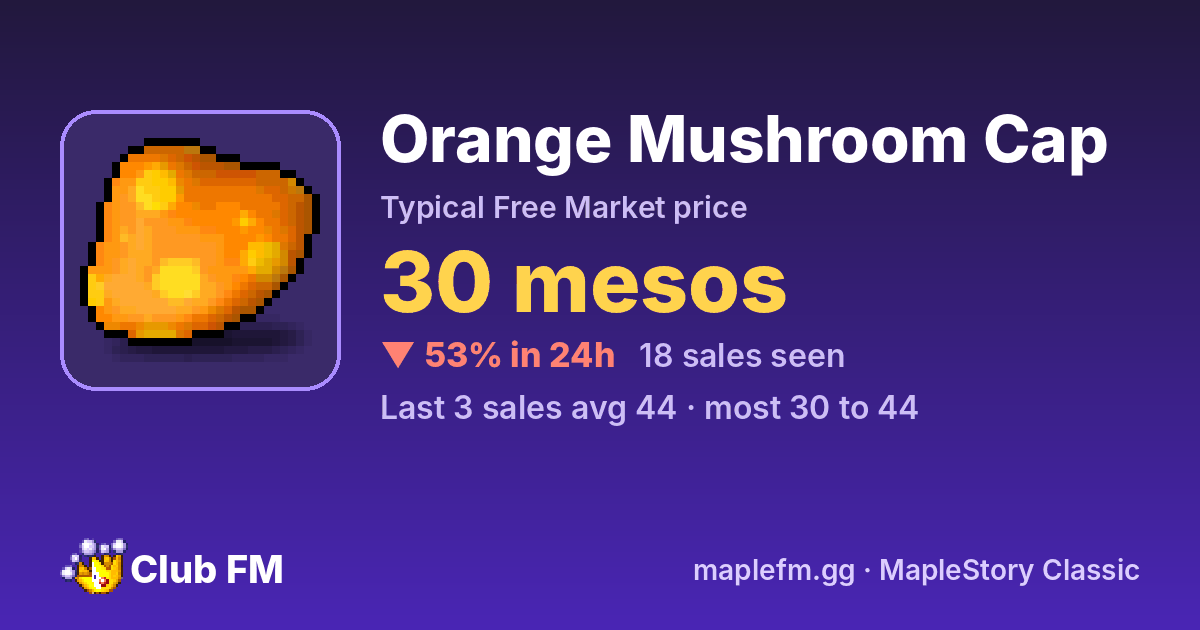 Orange Mushroom Cap
Typical Free Market price
30 mesos
▼ 53% in 24h 18 sales seen
Last 3 sales avg 44 · most 30 to 44
Club FM
maplefm.gg · MapleStory Classic